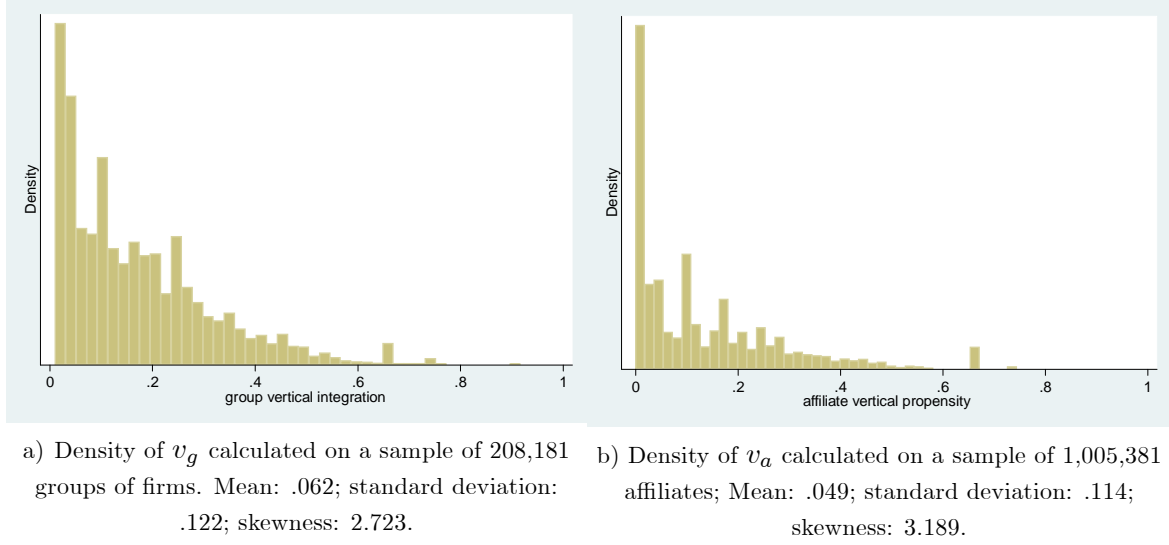 Density
0 .2 .4 .6 .8 1
group vertical integration
a) Density of v_g calculated on a sample of 208,181
groups of firms. Mean: .062; standard deviation:
.122; skewness: 2.723.
Density
0 .2 .4 .6 .8 1
affiliate vertical propensity
b) Density of v_a calculated on a sample of 1,005,381
affiliates; Mean: .049; standard deviation: .114;
skewness: 3.189.